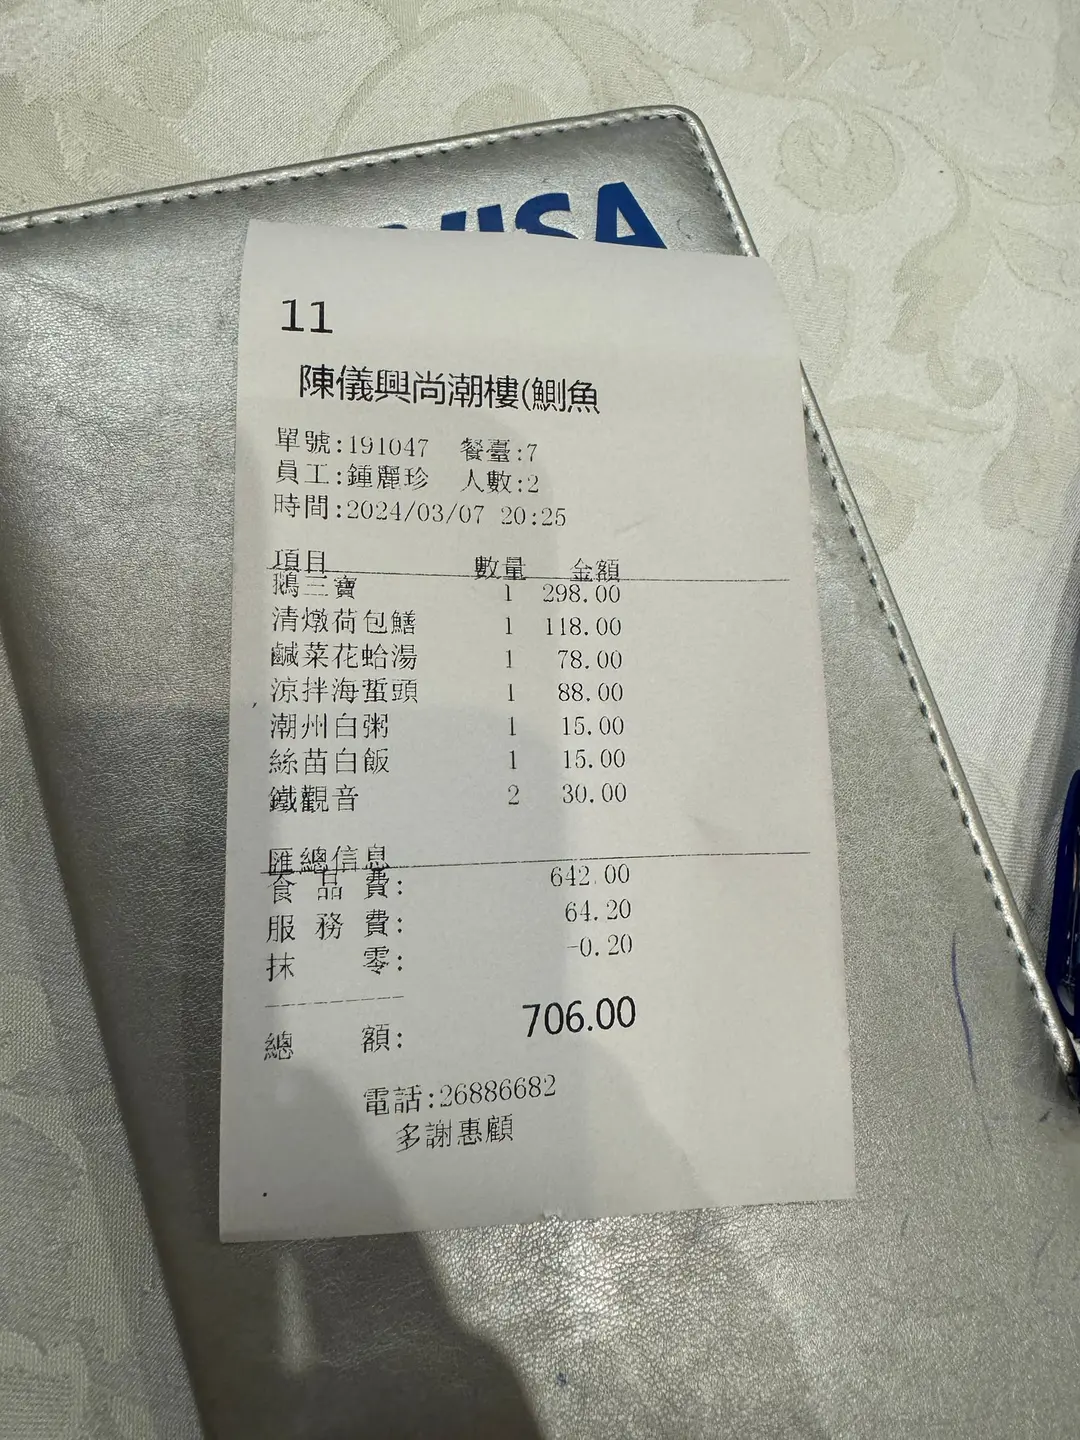 VISA
11
陳儀興尚潮樓(鰂魚
單號:191047 餐臺:7
員工:鍾麗珍 人數:2
時間:2024/03/07 20:25
項目 數量 金額
鵝三寶 1 298.00
清燉荷包鱔 1 118.00
鹹菜花蛤湯 1 78.00
涼拌海蜇頭 1 88.00
潮州白粥 1 15.00
絲苗白飯 1 15.00
鐵觀音 2 30.00
匯總信息
食品費: 642.00
服務費: 64.20
抹零: -0.20
總額: 706.00
電話:26886682
多謝惠顧